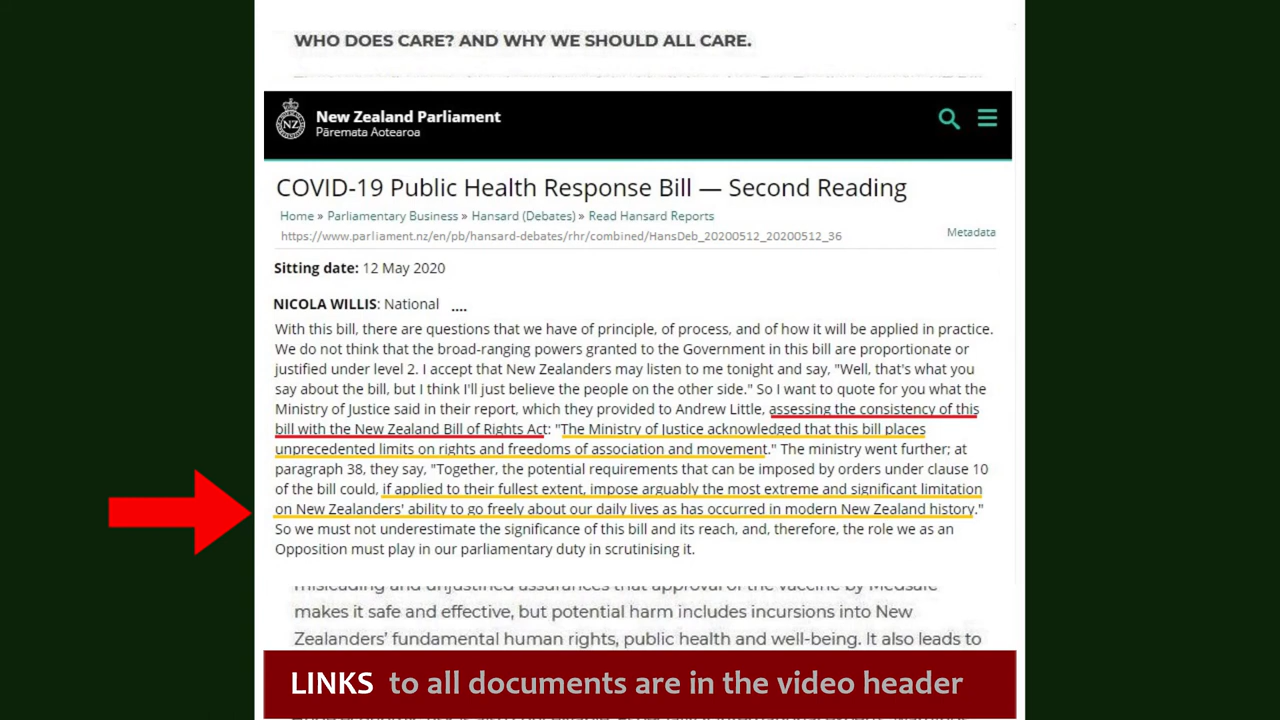 WHO DOES CARE? AND WHY WE SHOULD ALL CARE.
NZ
New Zealand Parliament
Pāremata Aotearoa
COVID-19 Public Health Response Bill — Second Reading
Home » Parliamentary Business » Hansard (Debates) » Read Hansard Reports
https://www.parliament.nz/en/pb/hansard-debates/rhr/combined/HansDeb_20200512_20200512_36
Metadata
Sitting date: 12 May 2020
NICOLA WILLIS: National ....
With this bill, there are questions that we have of principle, of process, and of how it will be applied in practice.
We do not think that the broad-ranging powers granted to the Government in this bill are proportionate or
justified under level 2. I accept that New Zealanders may listen to me tonight and say, "Well, that's what you
say about the bill, but I think I'll just believe the people on the other side." So I want to quote for you what the
Ministry of Justice said in their report, which they provided to Andrew Little, assessing the consistency of this
bill with the New Zealand Bill of Rights Act: "The Ministry of Justice acknowledged that this bill places
unprecedented limits on rights and freedoms of association and movement." The ministry went further; at
paragraph 38, they say, "Together, the potential requirements that can be imposed by orders under clause 10
of the bill could, if applied to their fullest extent, impose arguably the most extreme and significant limitation
on New Zealanders' ability to go freely about our daily lives as has occurred in modern New Zealand history."
So we must not underestimate the significance of this bill and its reach, and, therefore, the role we as an
Opposition must play in our parliamentary duty in scrutinising it.
misleading and unjustified assurances that approval of the vaccine by Medsafe
makes it safe and effective, but potential harm includes incursions into New
Zealanders' fundamental human rights, public health and well-being. It also leads to
LINKS to all documents are in the video header